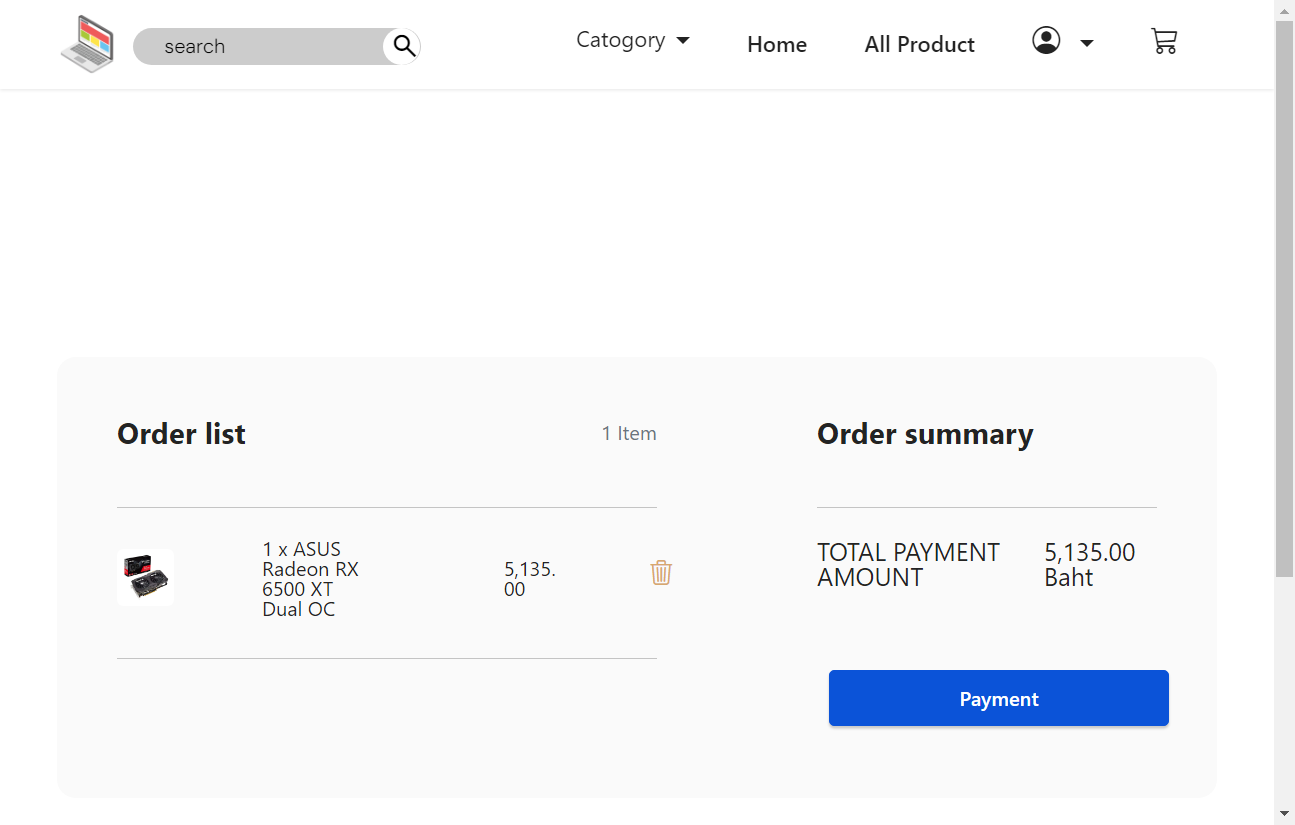 search
Catogory
Home
All Product
Order list
1 Item
1 x ASUS
Radeon RX
6500 XT
Dual OC
5,135.
00
Order summary
TOTAL PAYMENT
AMOUNT
5,135.00
Baht
Payment